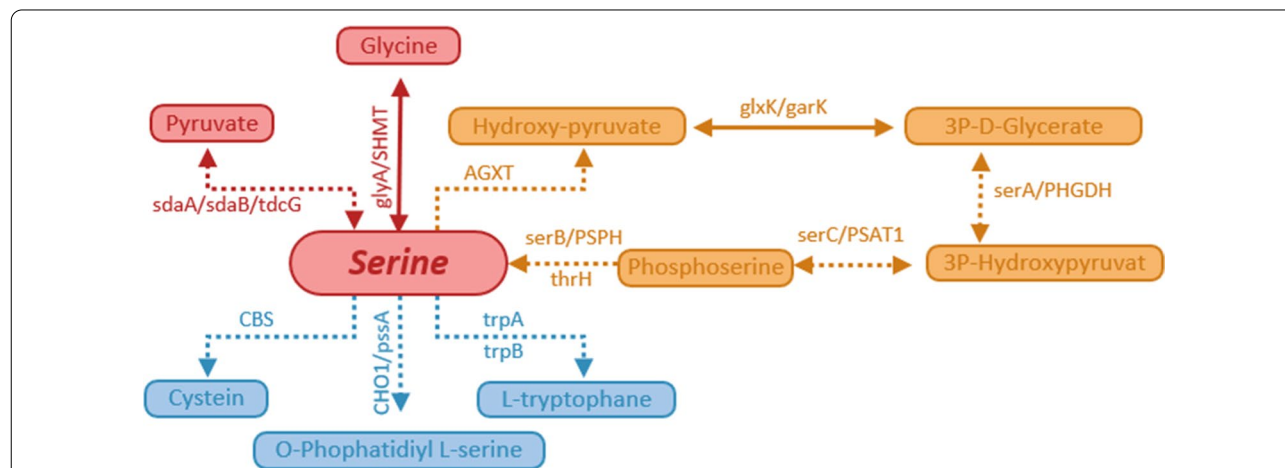 Glycine
glxK/garK
Pyruvate
glyA/SHMT
Hydroxy-pyruvate
3P-D-Glycerate
AGXT
serA/PHGDH
sdaA/sdaB/tdcG
serB/PSPH
serC/PSAT1
Serine
Phosphoserine
3P-Hydroxypyruvat
thrH
CBS
CHO1/pssA
trpA
trpB
Cystein
L-tryptophane
O-Phophatidiyl L-serine